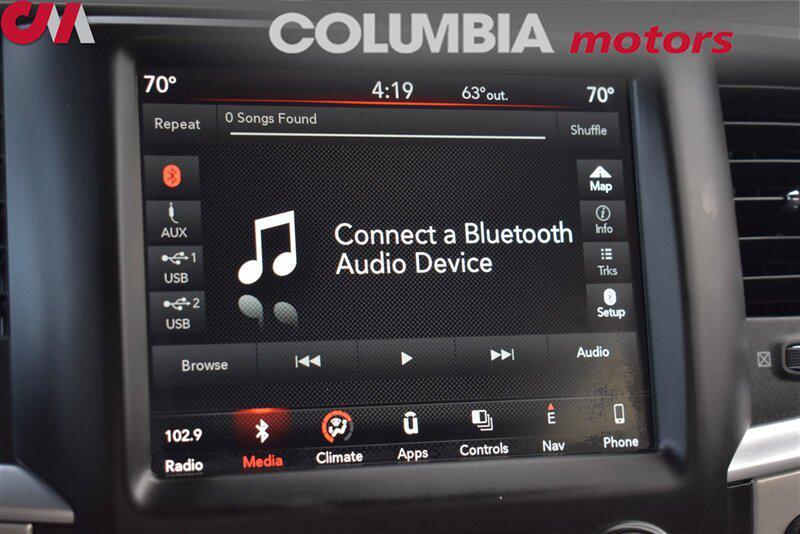 CM
COLUMBIA motors
70° 4:19 63° out. 70°
Repeat 0 Songs Found Shuffle
Map
AUX
Info
Connect a Bluetooth
Audio Device
1
USB
Trks
2
USB
Setup
Browse Audio
102.9 E
Radio Media Climate Apps Controls Nav Phone